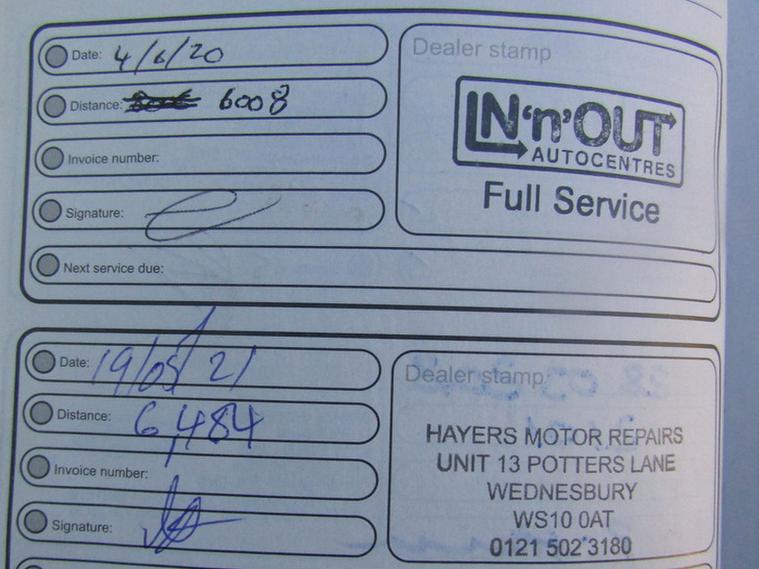 Date: 4/6/20
Distance: 6008
Invoice number:
Signature:
Next service due:
Dealer stamp
IN'n'OUT
AUTOCENTRES
Full Service
Date: 19/05/21
Distance: 6,484
Invoice number:
Signature:
Dealer stamp
HAYERS MOTOR REPAIRS
UNIT 13 POTTERS LANE
WEDNESBURY
WS10 0AT
0121 502 3180